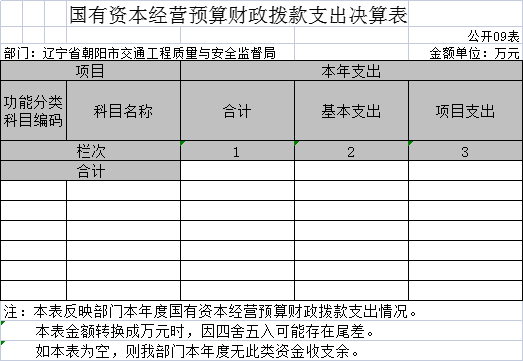 国有资本经营预算财政拨款支出决算表
公开09表
部门：辽宁省朝阳市交通工程质量与安全监督局 金额单位：万元
项目 本年支出
功能分类科目编码 科目名称 合计 基本支出 项目支出
栏次 1 2 3
合计
注：本表反映部门本年度国有资本经营预算财政拨款支出情况。
本表金额转换成万元时，因四舍五入可能存在尾差。
如本表为空，则我部门本年度无此类资金收支余。